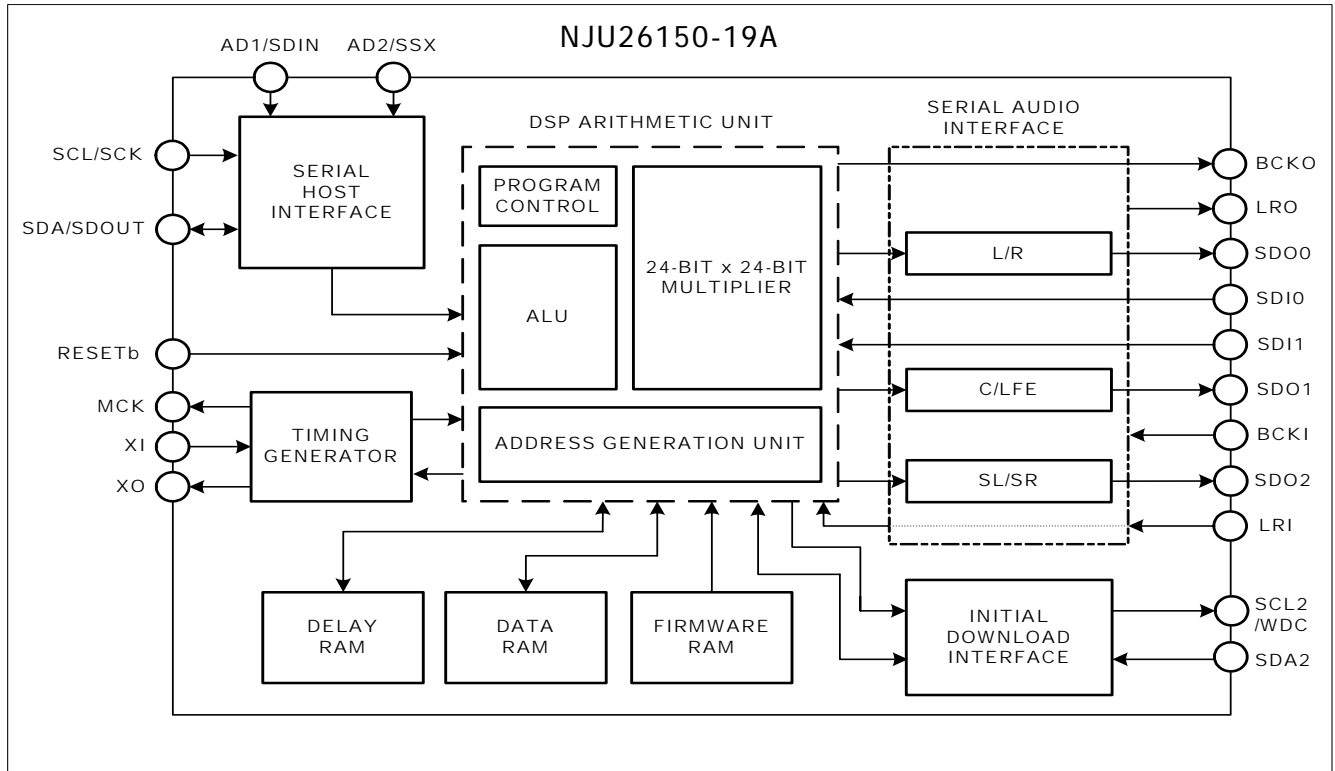 NJU26150-19A
AD1/SDIN
AD2/SSX
SCL/SCK
SDA/SDOUT
SERIAL
HOST
INTERFACE
RESETb
MCK
XI
XO
TIMING
GENERATOR
DSP ARITHMETIC UNIT
PROGRAM
CONTROL
ALU
24-BIT x 24-BIT
MULTIPLIER
ADDRESS GENERATION UNIT
SERIAL AUDIO
INTERFACE
L/R
C/LFE
SL/SR
BCKO
LRO
SDO0
SDI0
SDI1
SDO1
BCKI
SDO2
LRI
DELAY
RAM
DATA
RAM
FIRMWARE
RAM
INITIAL
DOWNLOAD
INTERFACE
SCL2
/WDC
SDA2